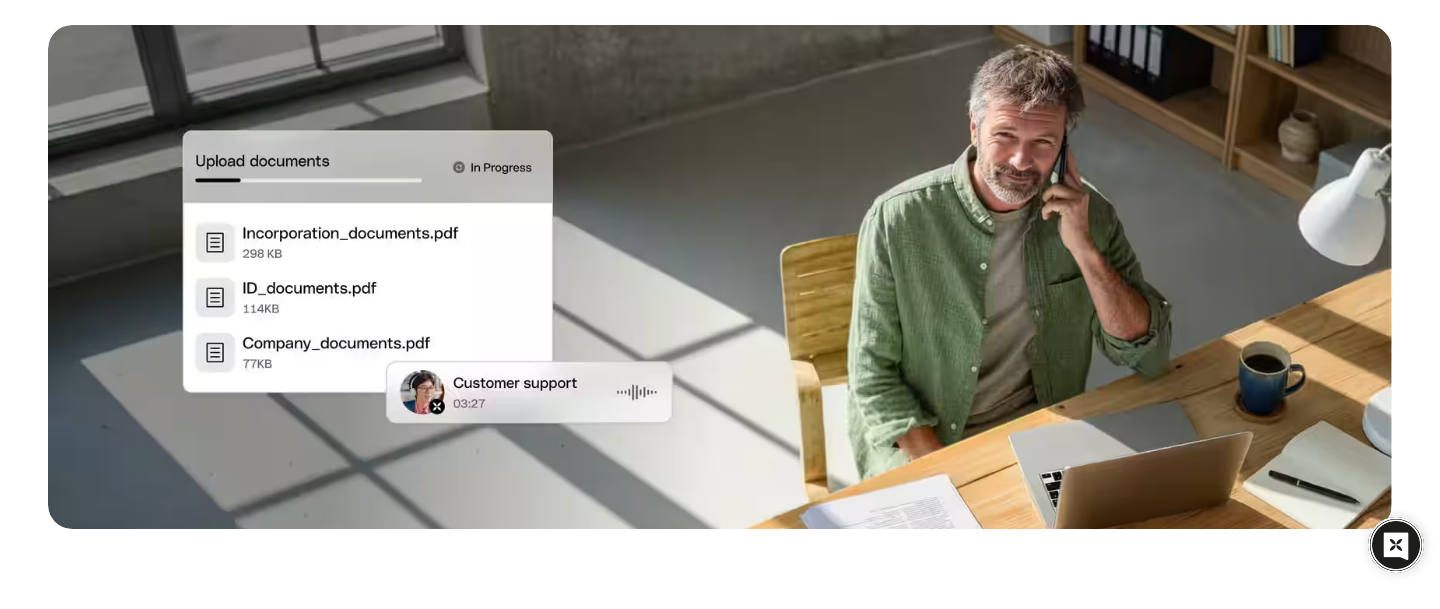 Upload documents
In Progress
Incorporation_documents.pdf
298 KB
ID_documents.pdf
114KB
Company_documents.pdf
77KB
Customer support
03:27